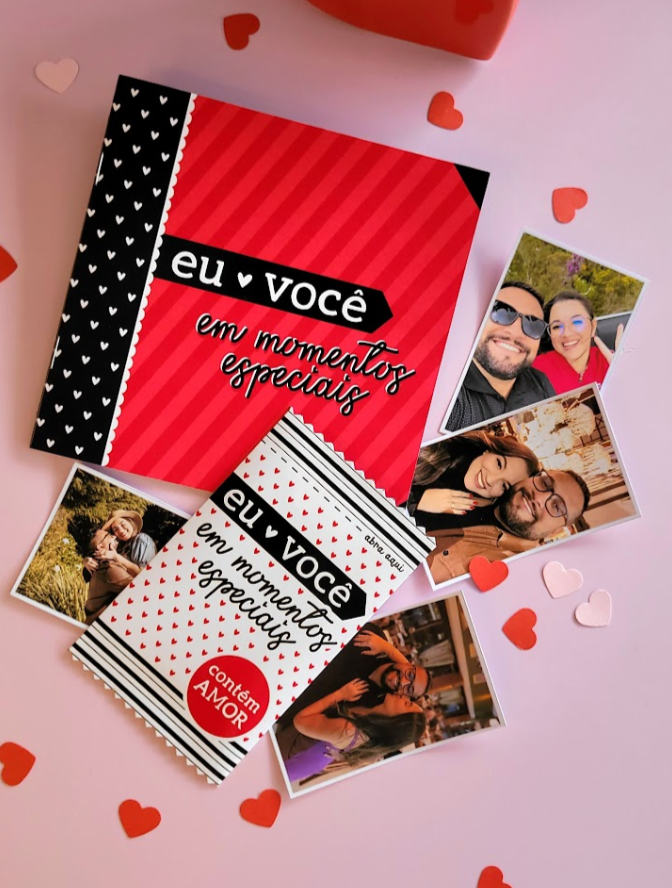 eu ♥ você
em momentos
especiais
abra aqui
eu ♥ você
em momentos
especiais
contém
AMOR